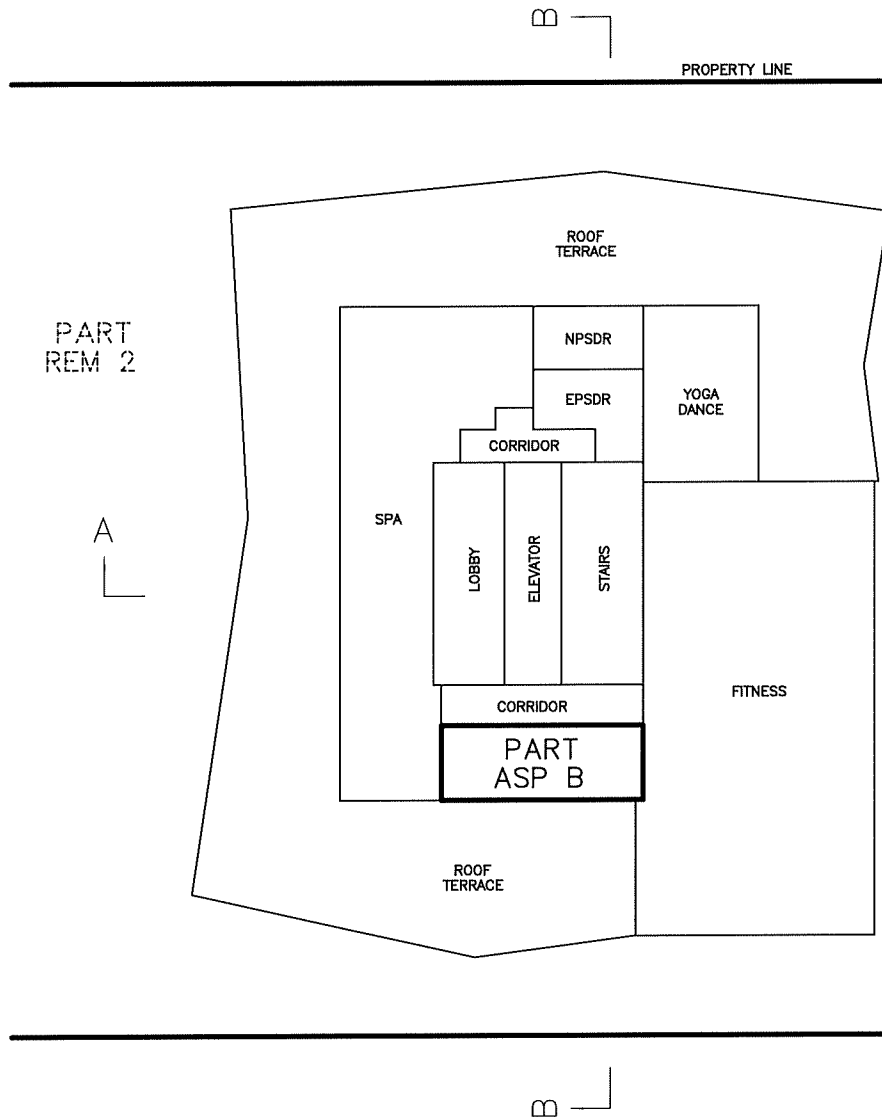 B
PROPERTY LINE
ROOF
TERRACE
PART
REM 2
NPSDR
EPSDR
YOGA
DANCE
CORRIDOR
SPA
A
LOBBY
ELEVATOR
STAIRS
FITNESS
CORRIDOR
PART
ASP B
ROOF
TERRACE
B